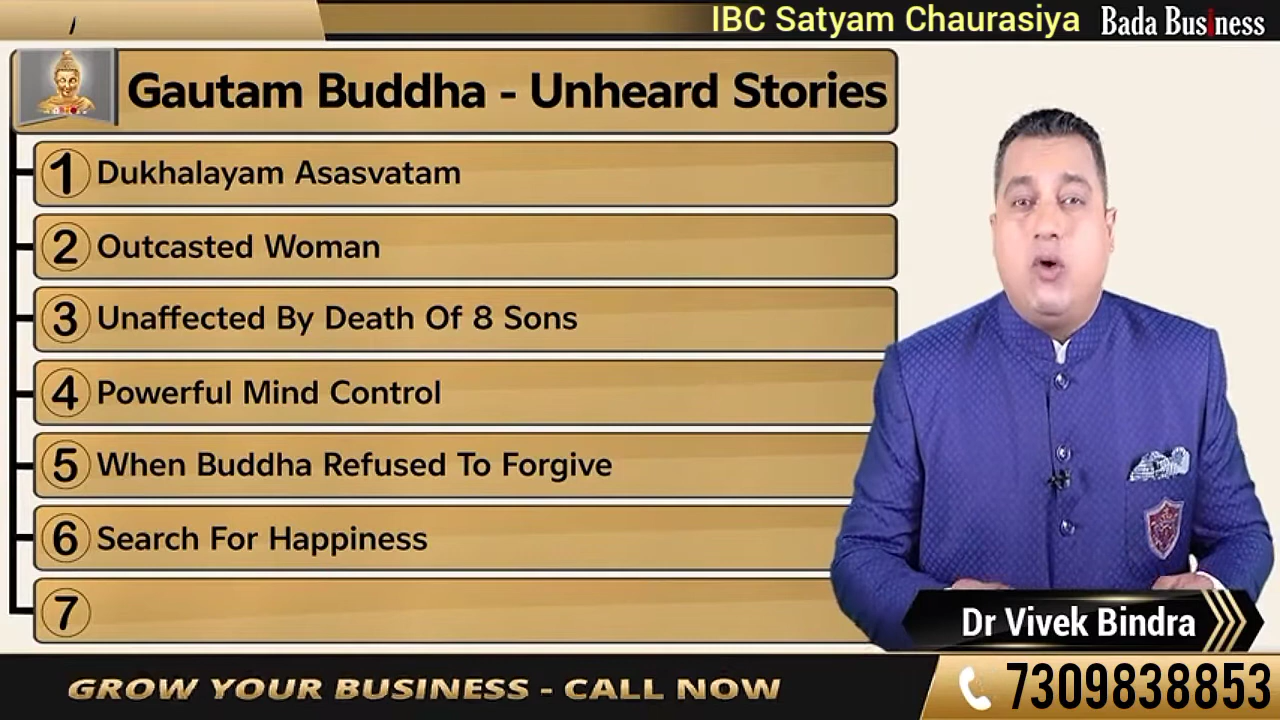 IBC Satyam Chaurasiya
Bada Business
Gautam Buddha - Unheard Stories
1 Dukhalayam Asasvatam
2 Outcasted Woman
3 Unaffected By Death Of 8 Sons
4 Powerful Mind Control
5 When Buddha Refused To Forgive
6 Search For Happiness
7
Dr Vivek Bindra
GROW YOUR BUSINESS - CALL NOW
7309838853